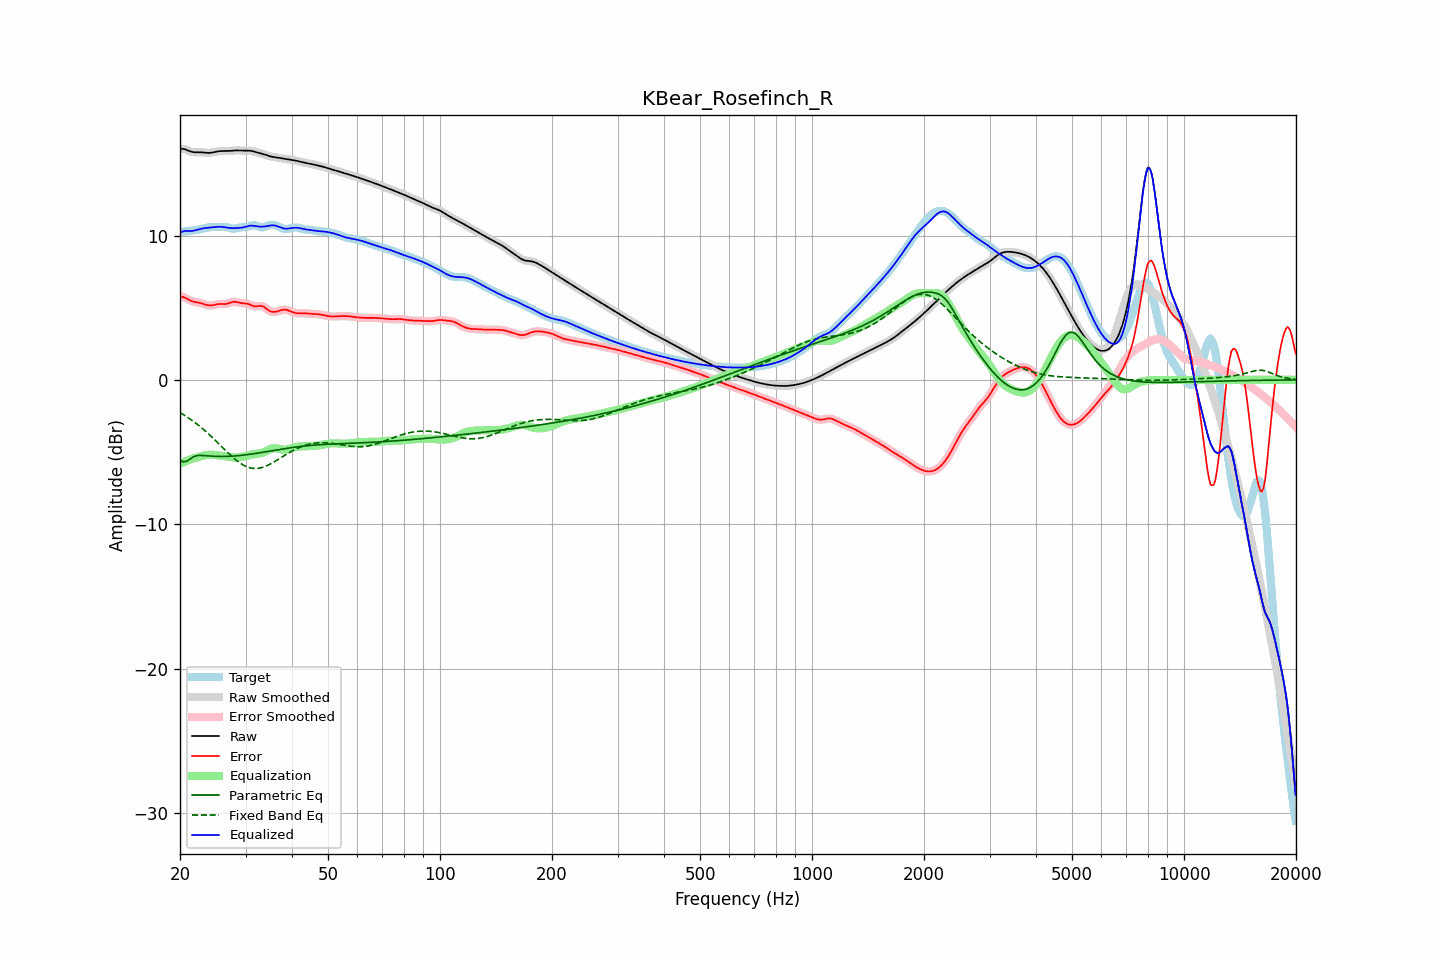 KBear_Rosefinch_R
Amplitude (dBr)
10
0
−10
−20
−30
Target
Raw Smoothed
Error Smoothed
Raw
Error
Equalization
Parametric Eq
Fixed Band Eq
Equalized
20 50 100 200 500 1000 2000 5000 10000 20000
Frequency (Hz)